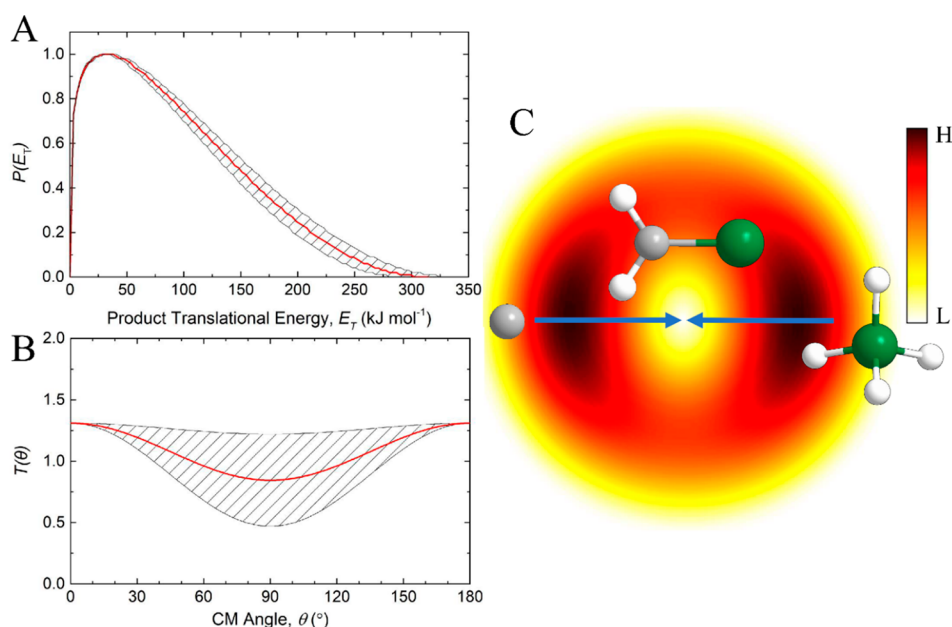 A
1.0
0.8
0.6
0.4
0.2
0.0
P(E_T)
0 50 100 150 200 250 300 350
Product Translational Energy, E_T (kJ mol⁻¹)
B
2.0
1.5
1.0
0.5
0.0
T(θ)
0 30 60 90 120 150 180
CM Angle, θ (°)
C
H
L